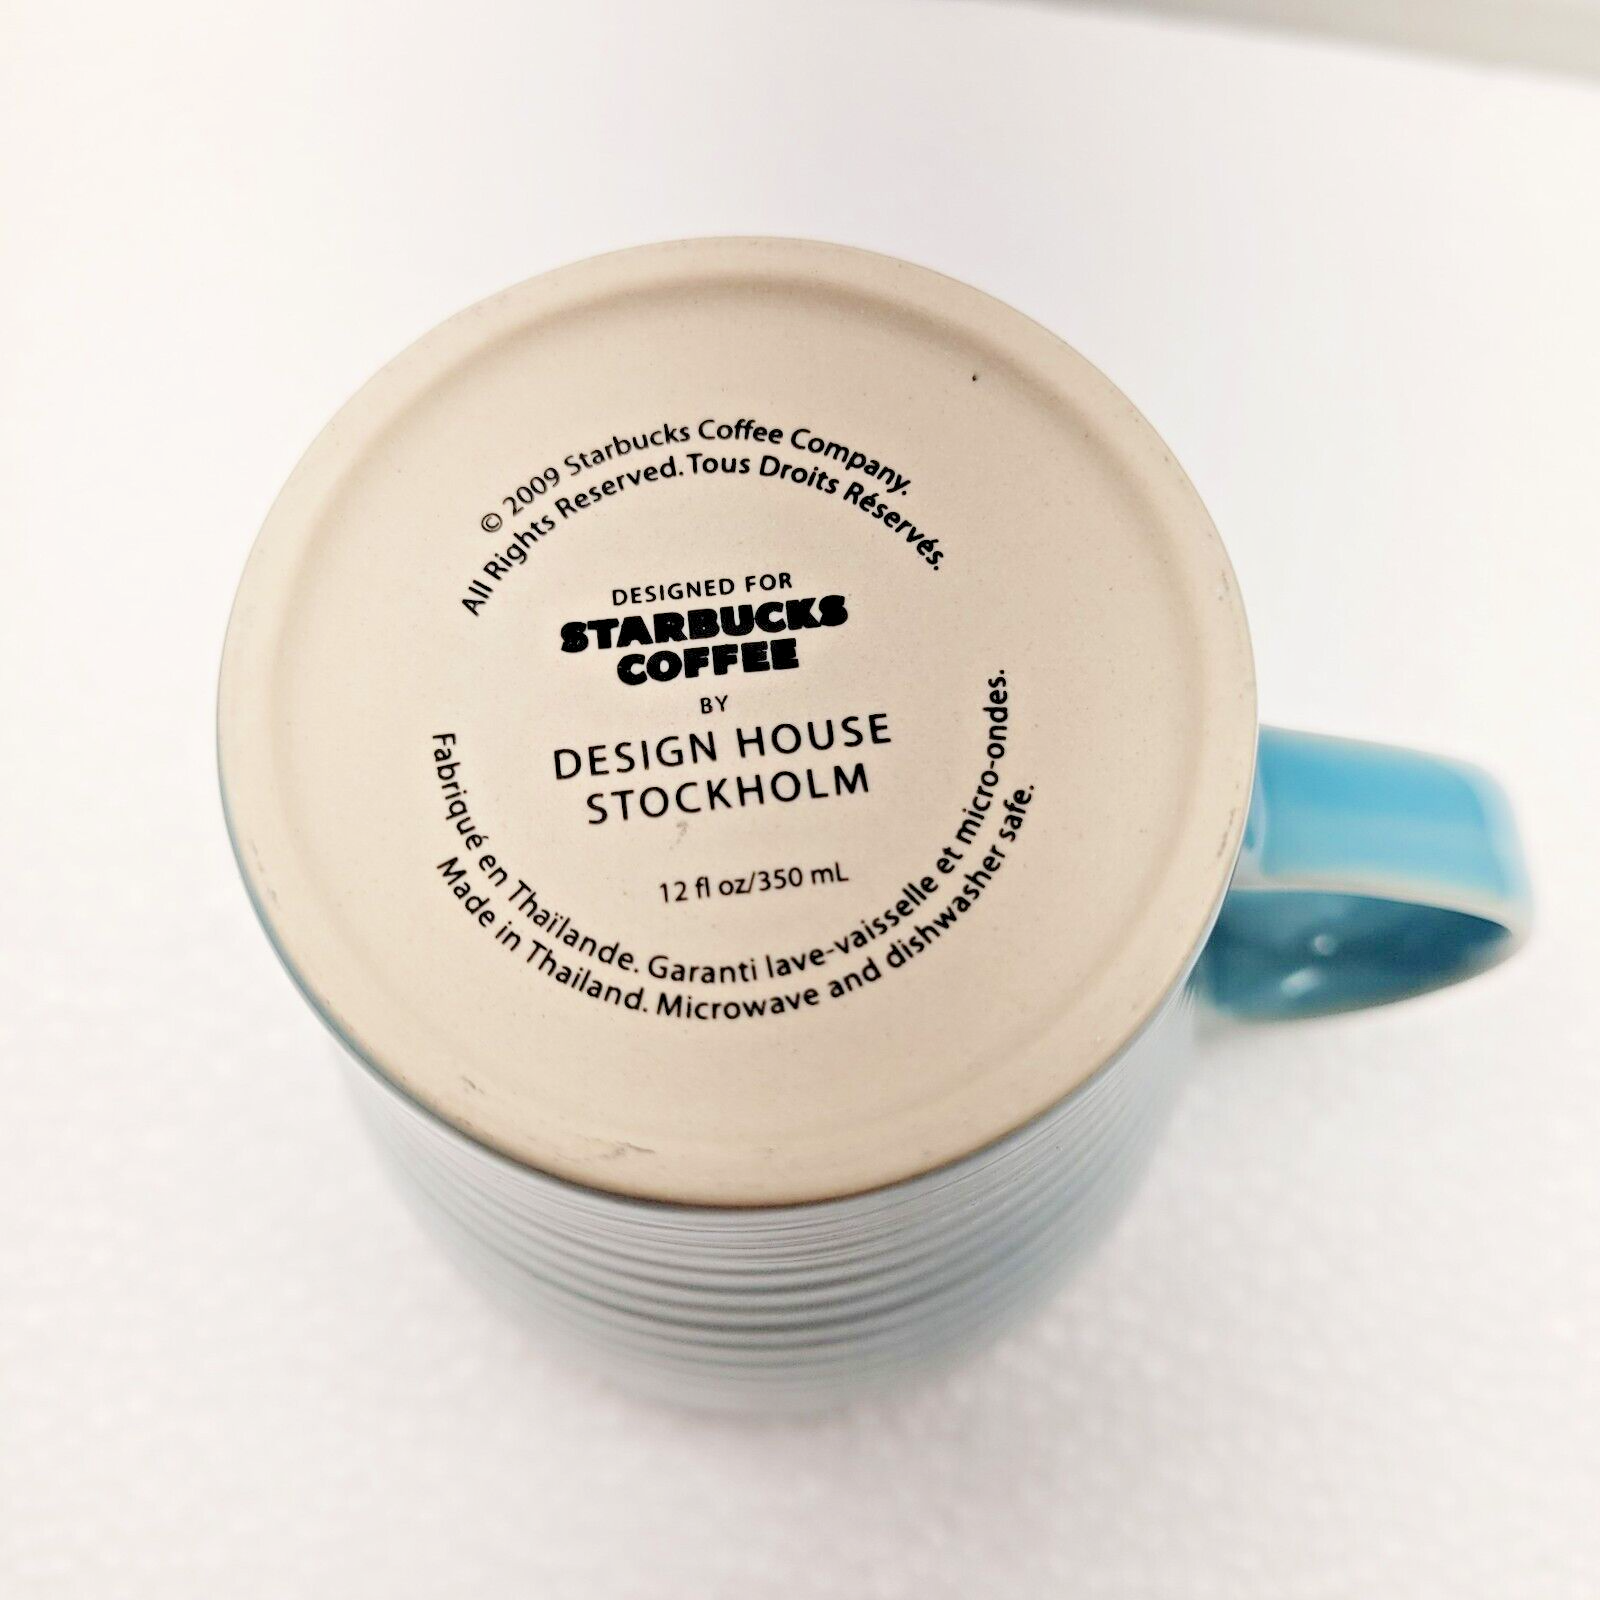 © 2009 Starbucks Coffee Company.
All Rights Reserved. Tous Droits Réservés.
DESIGNED FOR
STARBUCKS
COFFEE
BY
DESIGN HOUSE
STOCKHOLM
12 fl oz/350 mL
Fabriqué en Thaïlande. Garanti lave-vaisselle et micro-ondes.
Made in Thailand. Microwave and dishwasher safe.